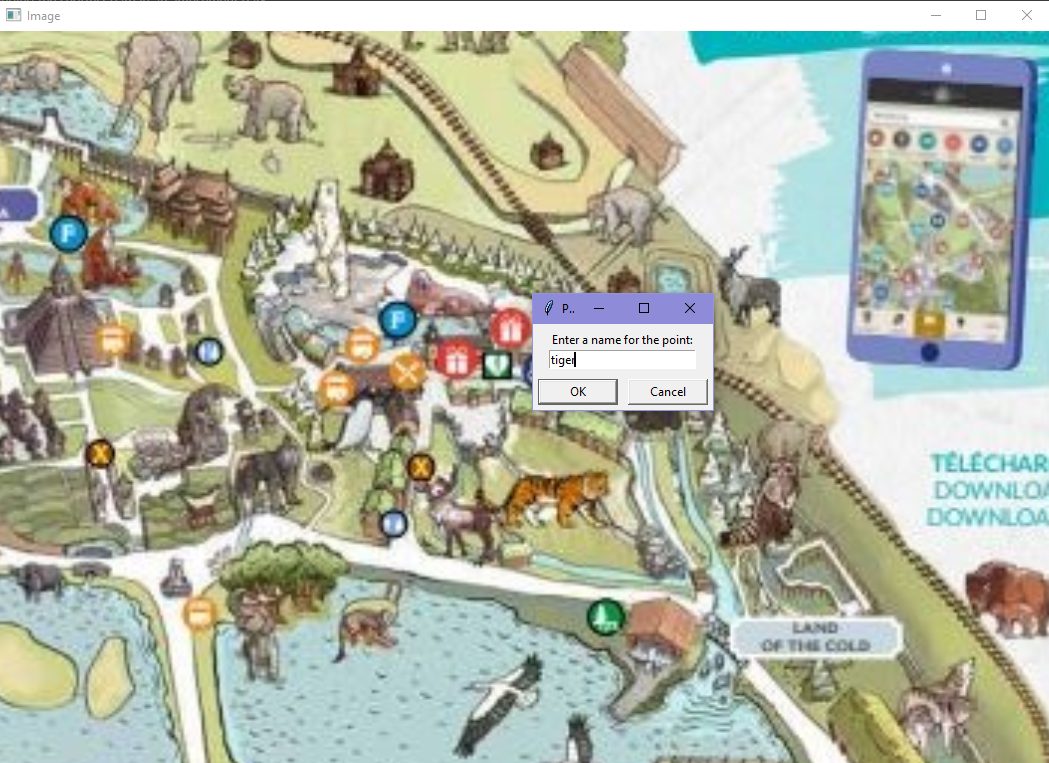 Image
A
F
F
X
X
P..
Enter a name for the point:
tiger
OK
Cancel
TÉLÉCHAR
DOWNLOA
DOWNLOA
LAND
OF THE COLD